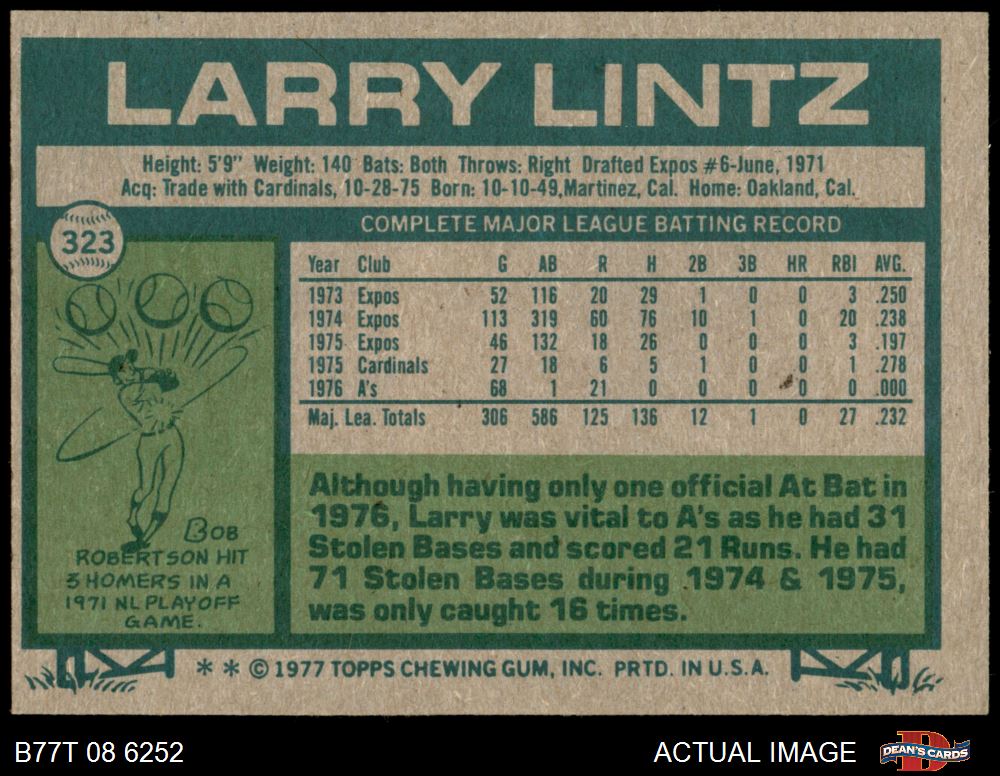 LARRY LINTZ
Height: 5'9" Weight: 140 Bats: Both Throws: Right Drafted Expos #6-June, 1971
Acq: Trade with Cardinals, 10-28-75 Born: 10-10-49, Martinez, Cal. Home: Oakland, Cal.
323
COMPLETE MAJOR LEAGUE BATTING RECORD
Year Club G AB R H 2B 3B HR RBI AVG.
1973 Expos 52 116 20 29 1 0 0 3 .250
1974 Expos 113 319 60 76 10 1 0 20 .238
1975 Expos 46 132 18 26 0 0 0 3 .197
1975 Cardinals 27 18 6 5 1 0 0 1 .278
1976 A's 68 1 21 0 0 0 0 0 .000
Maj. Lea. Totals 306 586 125 136 12 1 0 27 .232
BOB
ROBERTSON HIT
3 HOMERS IN A
1971 NL PLAYOFF
GAME.
Although having only one official At Bat in
1976, Larry was vital to A's as he had 31
Stolen Bases and scored 21 Runs. He had
71 Stolen Bases during 1974 & 1975,
was only caught 16 times.
* * © 1977 TOPPS CHEWING GUM, INC. PRTD. IN U.S.A.
B77T 08 6252
ACTUAL IMAGE
D
DEAN'S CARDS